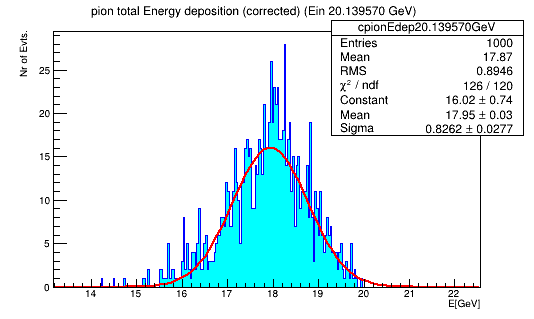 pion total Energy deposition (corrected) (Ein 20.139570 GeV)
cpionEdep20.139570GeV
Entries 1000
Mean 17.87
RMS 0.8946
χ² / ndf 126 / 120
Constant 16.02 ± 0.74
Mean 17.95 ± 0.03
Sigma 0.8262 ± 0.0277
Nr of Evts.
25
20
15
10
5
0
14 15 16 17 18 19 20 21 22
E[GeV]